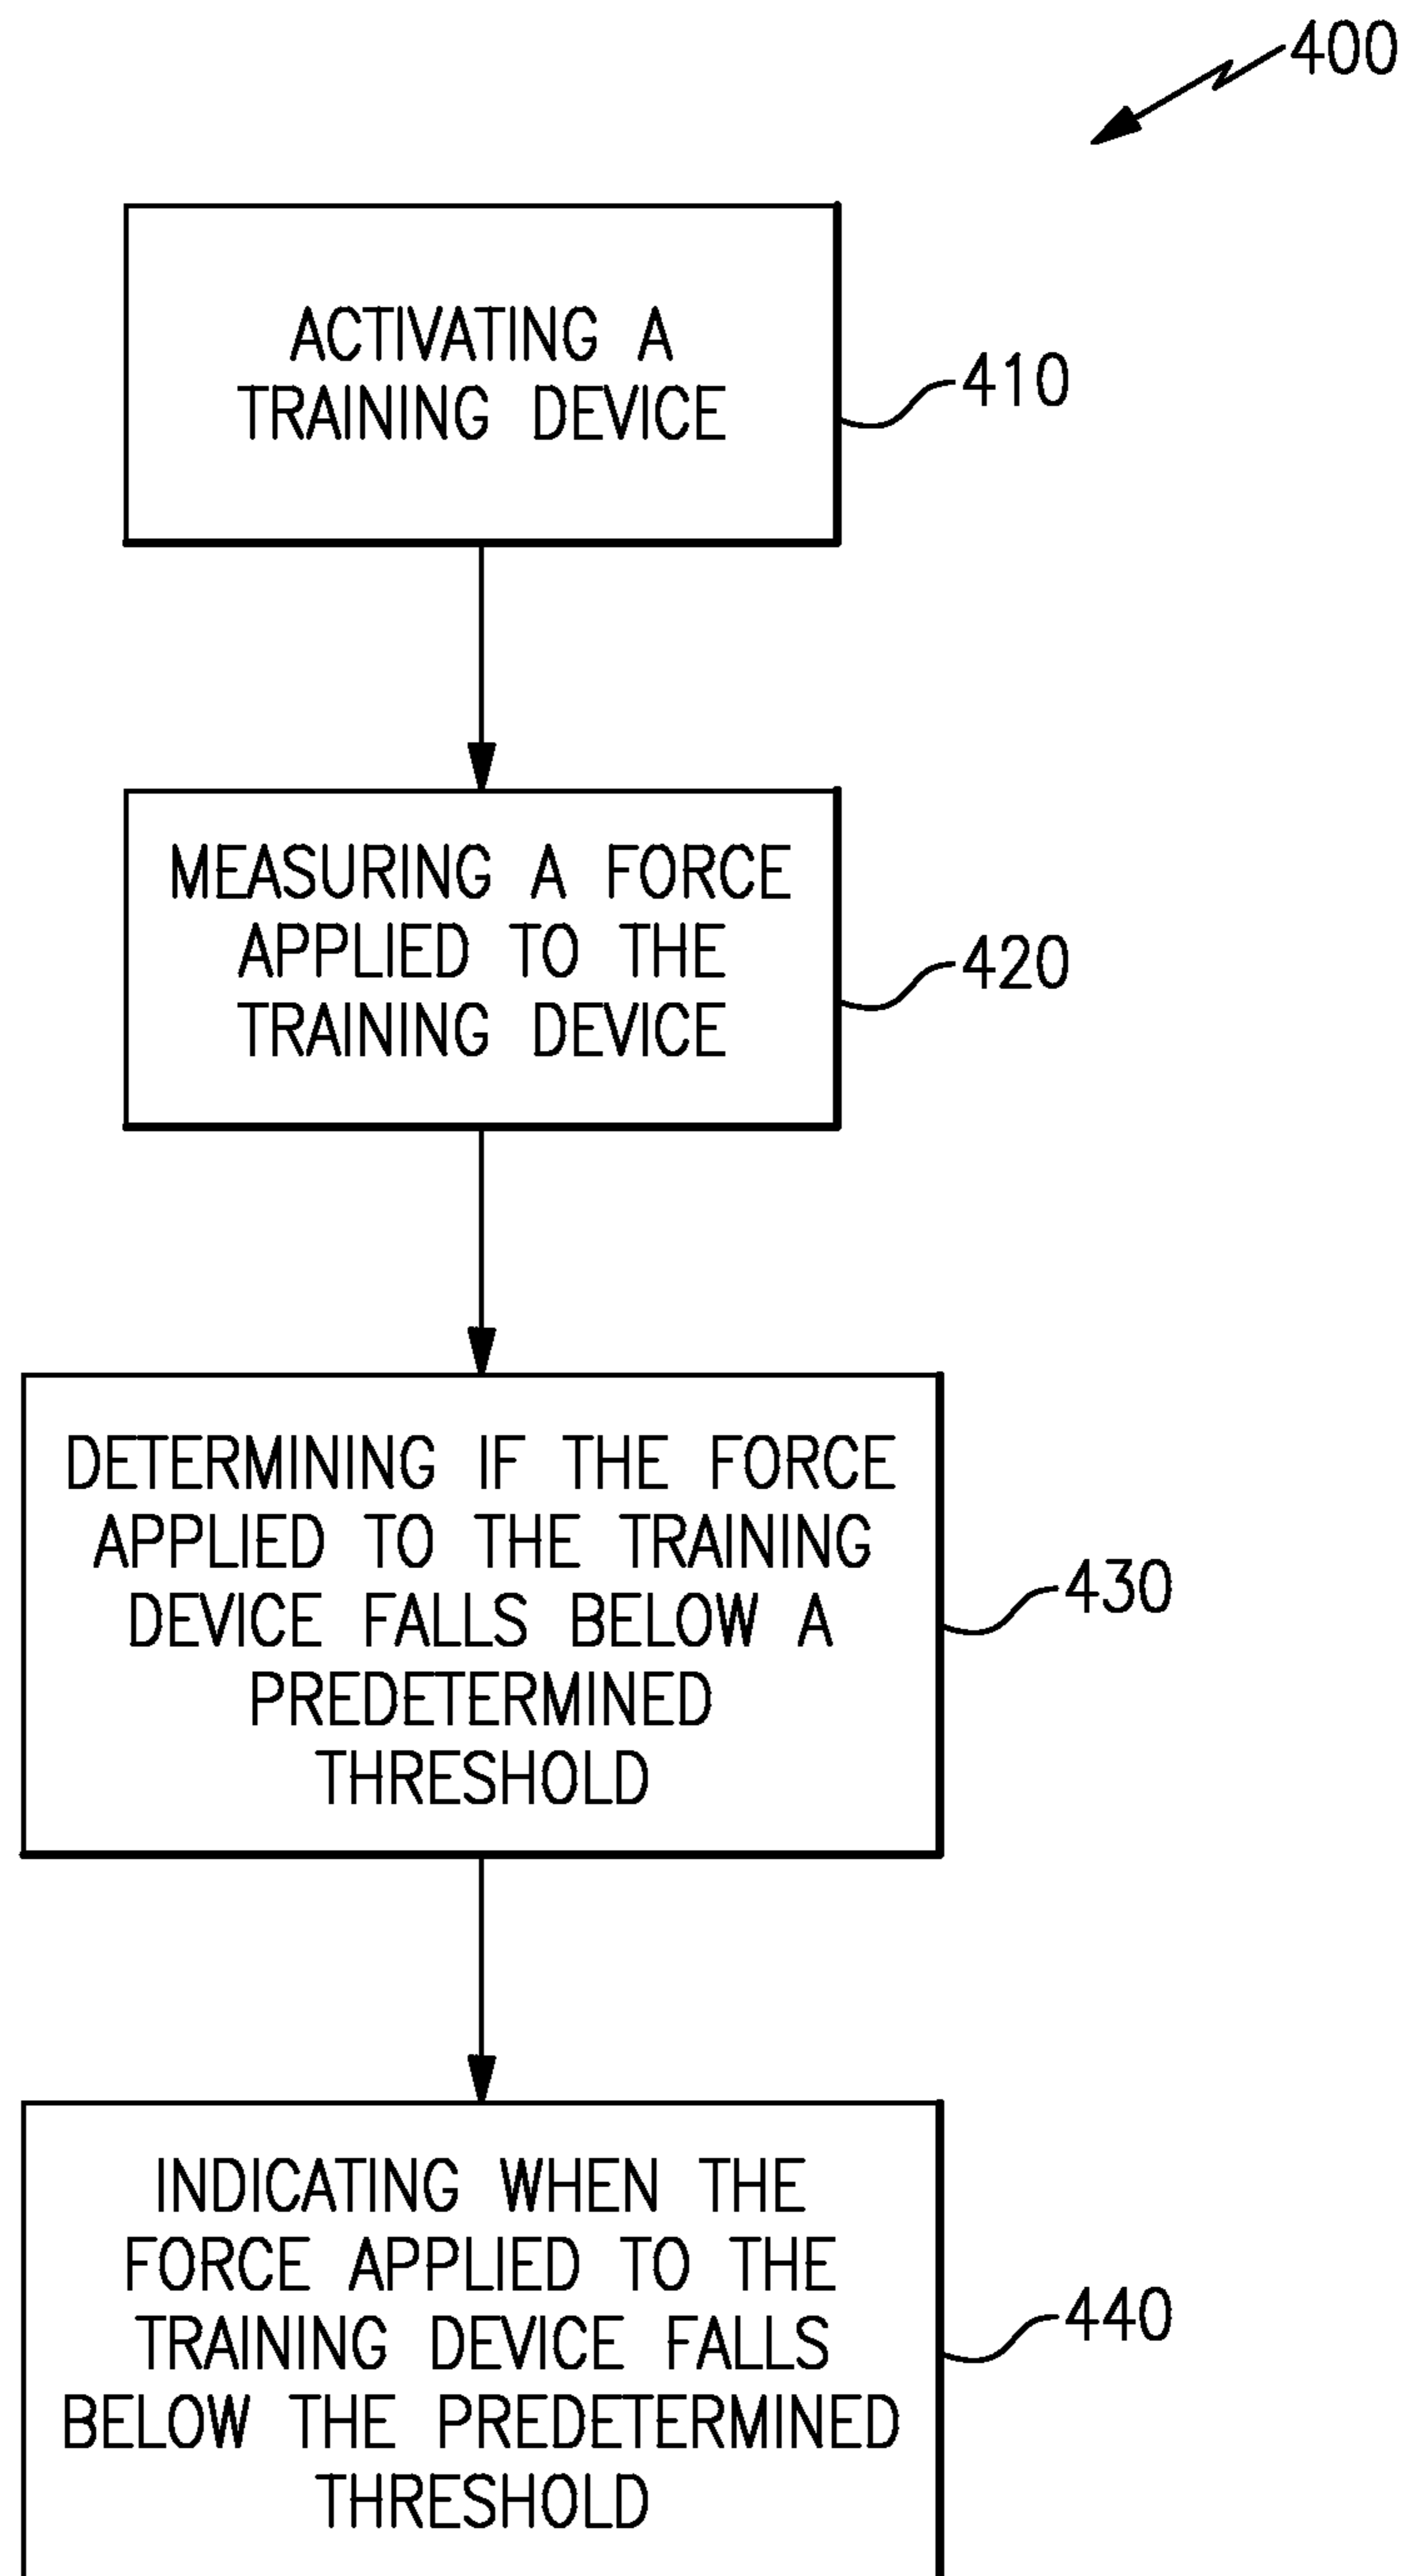 400
ACTIVATING A
TRAINING DEVICE
410
MEASURING A FORCE
APPLIED TO THE
TRAINING DEVICE
420
DETERMINING IF THE FORCE
APPLIED TO THE TRAINING
DEVICE FALLS BELOW A
PREDETERMINED
THRESHOLD
430
INDICATING WHEN THE
FORCE APPLIED TO THE
TRAINING DEVICE FALLS
BELOW THE PREDETERMINED
THRESHOLD
440